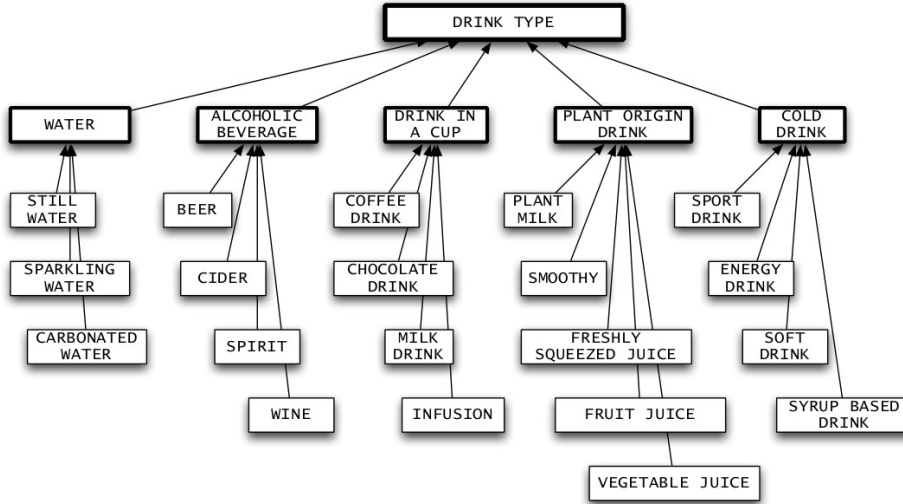 DRINK TYPE
WATER
ALCOHOLIC
BEVERAGE
DRINK IN
A CUP
PLANT ORIGIN
DRINK
COLD
DRINK
STILL
WATER
BEER
COFFEE
DRINK
PLANT
MILK
SPORT
DRINK
SPARKLING
WATER
CIDER
CHOCOLATE
DRINK
SMOOTHY
ENERGY
DRINK
CARBONATED
WATER
SPIRIT
MILK
DRINK
FRESHLY
SQUEEZED JUICE
SOFT
DRINK
WINE
INFUSION
FRUIT JUICE
SYRUP BASED
DRINK
VEGETABLE JUICE